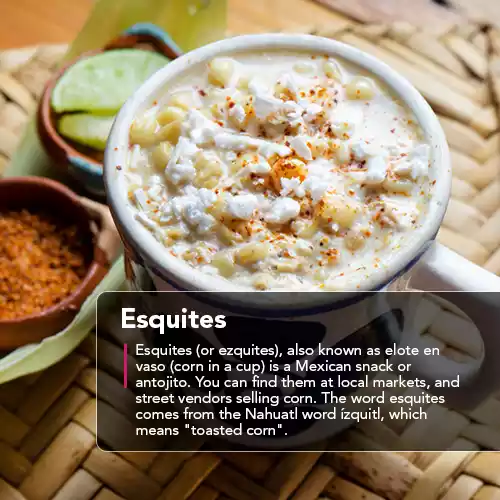 Esquites
Esquites (or ezquites), also known as elote en
vaso (corn in a cup) is a Mexican snack or
antojito. You can find them at local markets, and
street vendors selling corn. The word esquites
comes from the Nahuatl word ízquitl, which
means "toasted corn".